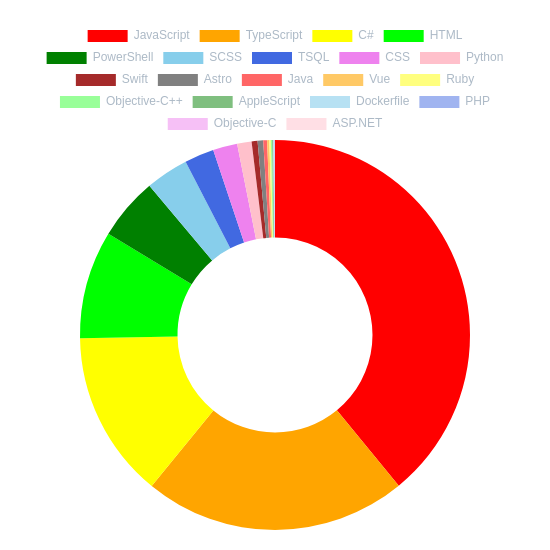 JavaScript TypeScript C# HTML
PowerShell SCSS TSQL CSS Python
Swift Astro Java Vue Ruby
Objective-C++ AppleScript Dockerfile PHP
Objective-C ASP.NET